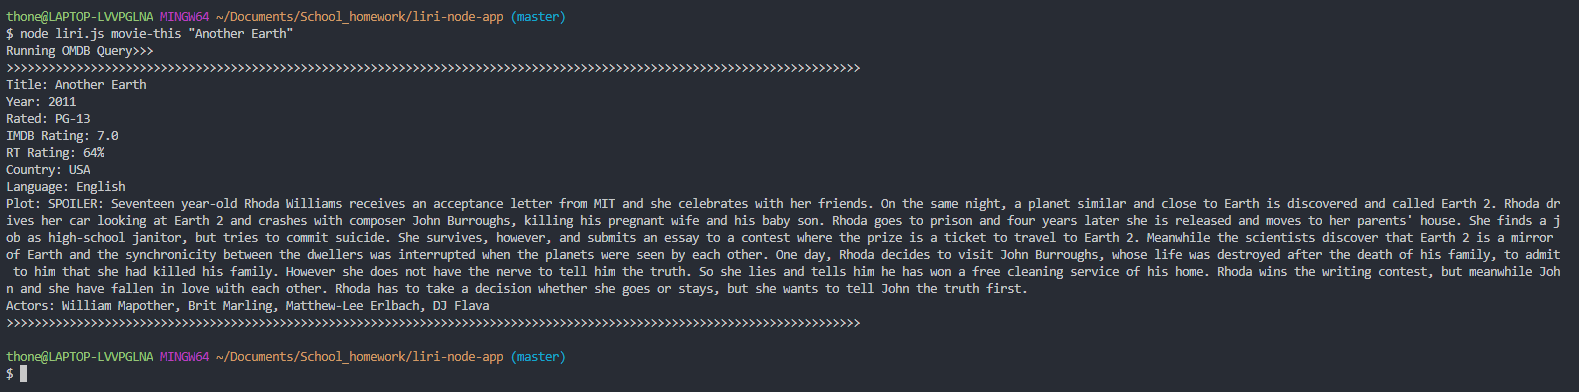 thone@LAPTOP-LVVPGLNA MINGW64 ~/Documents/School_homework/liri-node-app (master)
$ node liri.js movie-this "Another Earth"
Running OMDB Query>>>
>>>>>>>>>>>>>>>>>>>>>>>>>>>>>>>>>>>>>>>>>>>>>>>>>>>>>>>>>>>>>>>>>>>>>>>>>>>>>>>>>>>>>>>>>>>>>>>>>>>>>>>>>>>>>>>>>>>>>>>>>>
Title: Another Earth
Year: 2011
Rated: PG-13
IMDB Rating: 7.0
RT Rating: 64%
Country: USA
Language: English
Plot: SPOILER: Seventeen year-old Rhoda Williams receives an acceptance letter from MIT and she celebrates with her friends. On the same night, a planet similar and close to Earth is discovered and called Earth 2. Rhoda dr
ives her car looking at Earth 2 and crashes with composer John Burroughs, killing his pregnant wife and his baby son. Rhoda goes to prison and four years later she is released and moves to her parents' house. She finds a j
ob as high-school janitor, but tries to commit suicide. She survives, however, and submits an essay to a contest where the prize is a ticket to travel to Earth 2. Meanwhile the scientists discover that Earth 2 is a mirror
of Earth and the synchronicity between the dwellers was interrupted when the planets were seen by each other. One day, Rhoda decides to visit John Burroughs, whose life was destroyed after the death of his family, to admit
 to him that she had killed his family. However she does not have the nerve to tell him the truth. So she lies and tells him he has won a free cleaning service of his home. Rhoda wins the writing contest, but meanwhile Joh
n and she have fallen in love with each other. Rhoda has to take a decision whether she goes or stays, but she wants to tell John the truth first.
Actors: William Mapother, Brit Marling, Matthew-Lee Erlbach, DJ Flava
>>>>>>>>>>>>>>>>>>>>>>>>>>>>>>>>>>>>>>>>>>>>>>>>>>>>>>>>>>>>>>>>>>>>>>>>>>>>>>>>>>>>>>>>>>>>>>>>>>>>>>>>>>>>>>>>>>>>>>>>>>
thone@LAPTOP-LVVPGLNA MINGW64 ~/Documents/School_homework/liri-node-app (master)
$